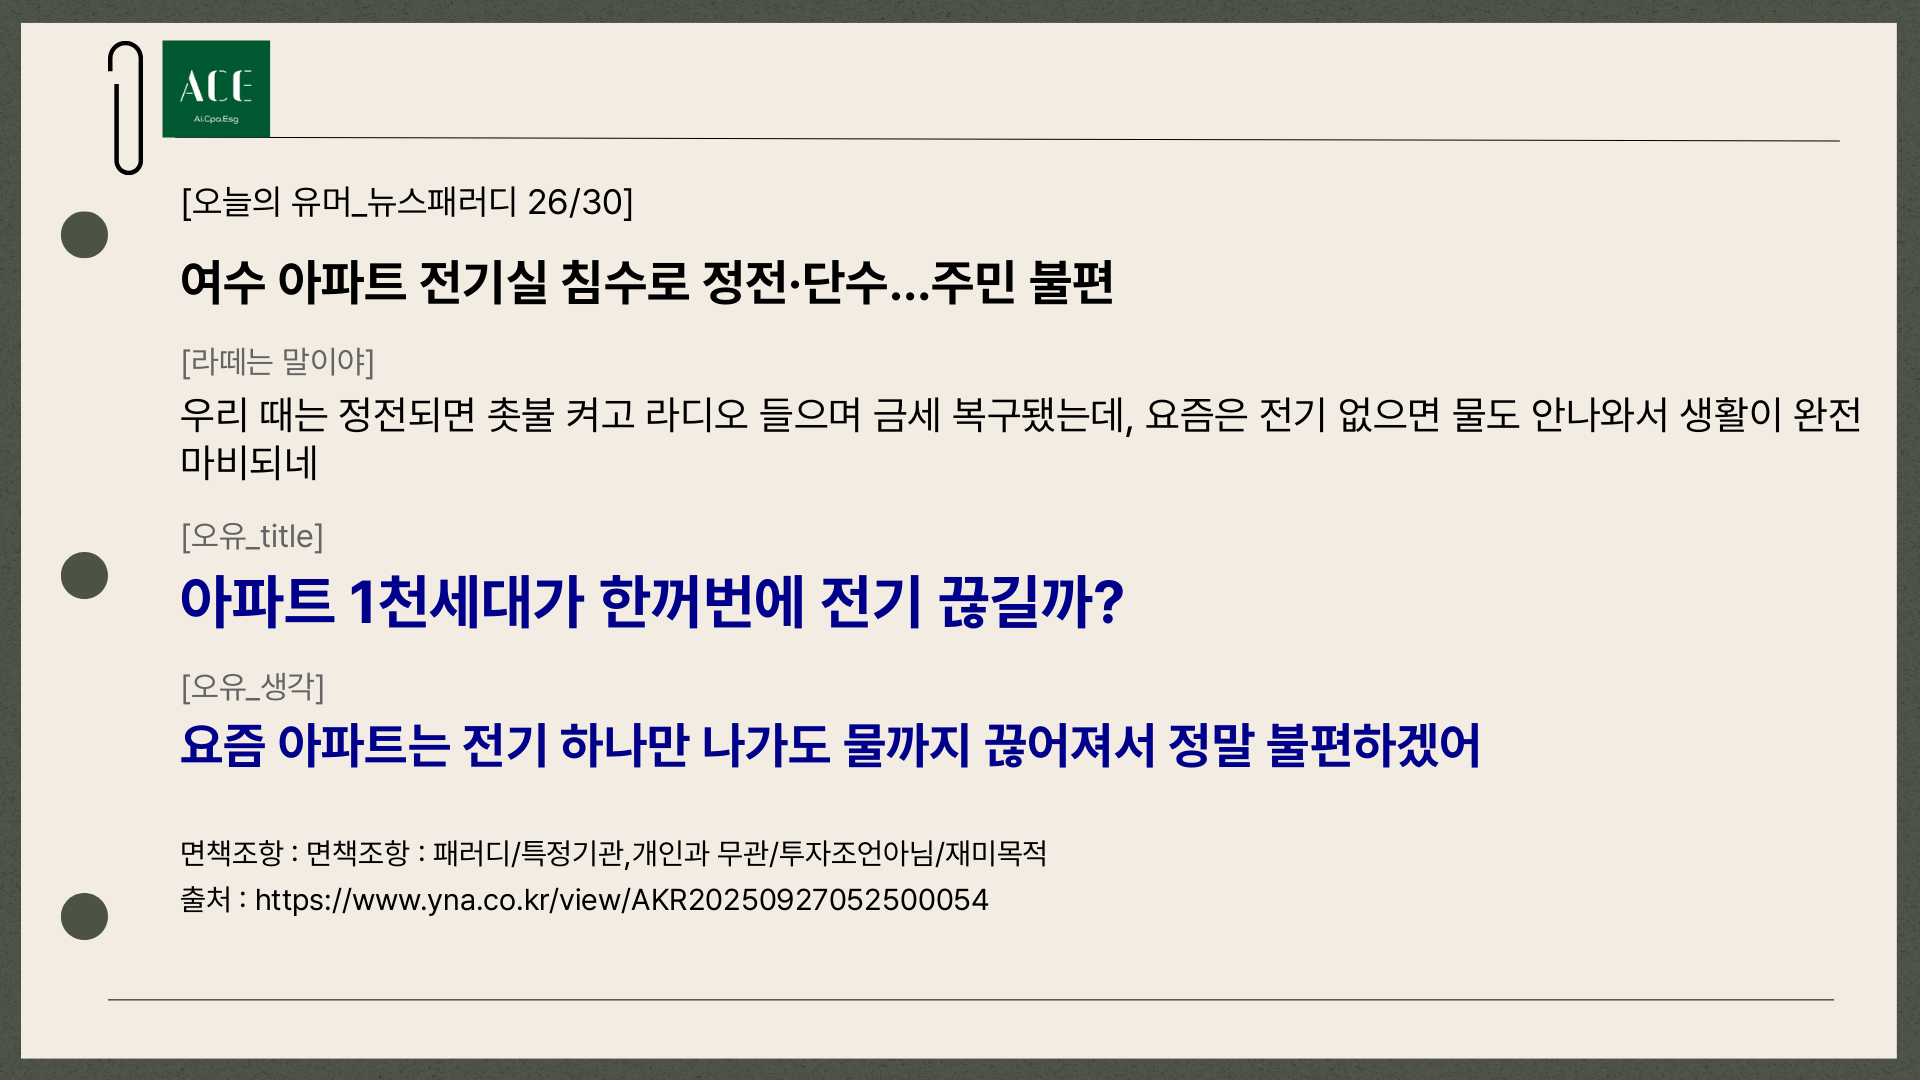 ACE
Ai.Cpa.Esg
[오늘의 유머_뉴스패러디 26/30]
여수 아파트 전기실 침수로 정전·단수...주민 불편
[라떼는 말이야]
우리 때는 정전되면 촛불 켜고 라디오 들으며 금세 복구됐는데, 요즘은 전기 없으면 물도 안나와서 생활이 완전
마비되네
[오유_title]
아파트 1천세대가 한꺼번에 전기 끊길까?
[오유_생각]
요즘 아파트는 전기 하나만 나가도 물까지 끊어져서 정말 불편하겠어
면책조항 : 면책조항 : 패러디/특정기관,개인과 무관/투자조언아님/재미목적
출처 : https://www.yna.co.kr/view/AKR20250927052500054